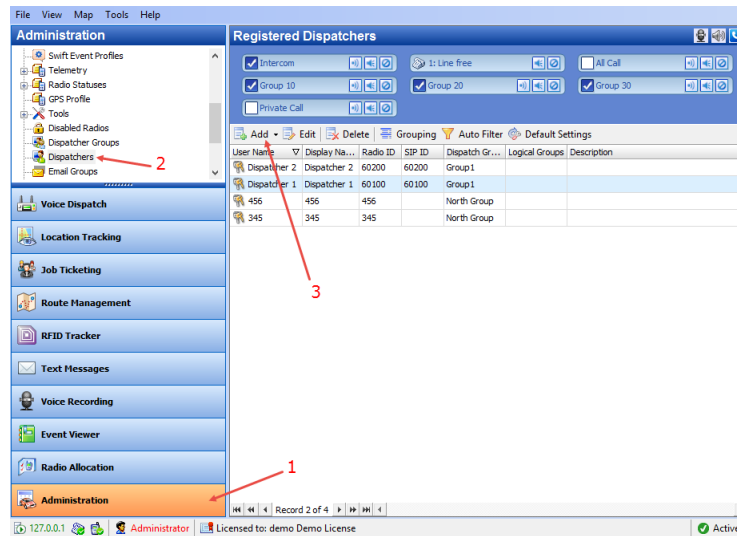 File View Map Tools Help
Administration
Registered Dispatchers
Swift Event Profiles
Telemetry
Radio Statuses
GPS Profile
Tools
Disabled Radios
Dispatcher Groups
Dispatchers
Email Groups
2
Intercom
1: Line free
All Call
Group 10
Group 20
Group 30
Private Call
Add Edit Delete Grouping Auto Filter Default Settings
User Name Display Na... Radio ID SIP ID Dispatch Gr... Logical Groups Description
Dispatcher 2 Dispatcher 2 60200 60200 Group1
Dispatcher 1 Dispatcher 1 60100 60100 Group1
456 456 456 North Group
345 345 345 North Group
3
Voice Dispatch
Location Tracking
Job Ticketing
Route Management
RFID Tracker
Text Messages
Voice Recording
Event Viewer
Radio Allocation
Administration
1
Record 2 of 4
127.0.0.1 Administrator Licensed to: demo Demo License Active